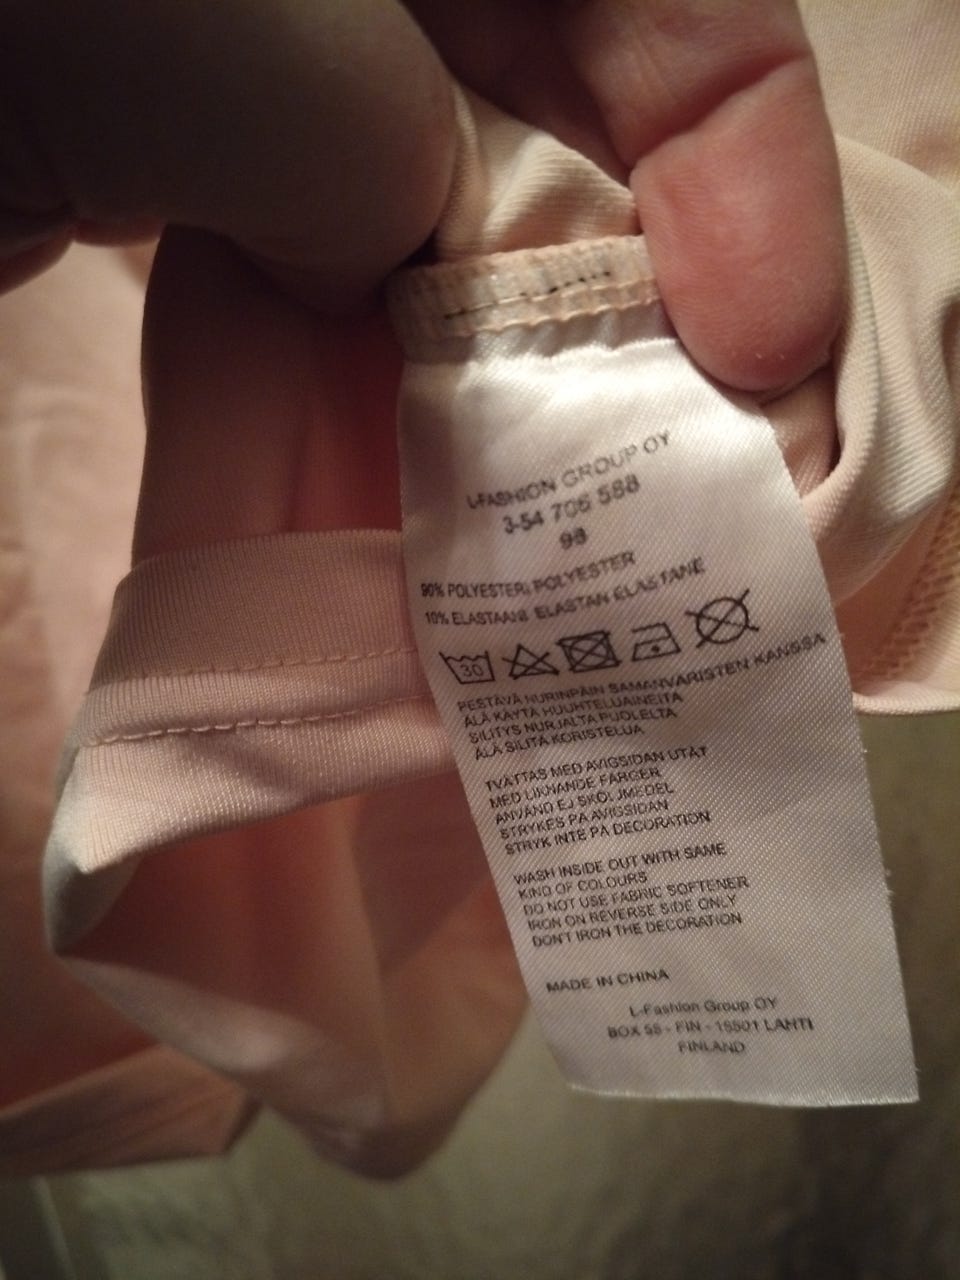 L-FASHION GROUP OY
3-54 706 588
98
90% POLYESTERI POLYESTER
10% ELASTAANI ELASTAN ELASTANE
30
PESTÄVÄ NURINPÄIN SAMANVÄRISTEN KANSSA
ÄLÄ KÄYTÄ HUUHTELUAINEITA
SILITYS NURJALTA PUOLELTA
ÄLÄ SILITÄ KORISTELUA
TVÄTTAS MED AVIGSIDAN UTÅT
MED LIKNANDE FÄRGER
ANVÄND EJ SKÖLJMEDEL
STRYKES PÅ AVIGSIDAN
STRYK INTE PÅ DECORATION
WASH INSIDE OUT WITH SAME
KIND OF COLOURS
DO NOT USE FABRIC SOFTENER
IRON ON REVERSE SIDE ONLY
DON'T IRON THE DECORATION
MADE IN CHINA
L-Fashion Group OY
BOX 56 - FIN - 15501 LAHTI
FINLAND